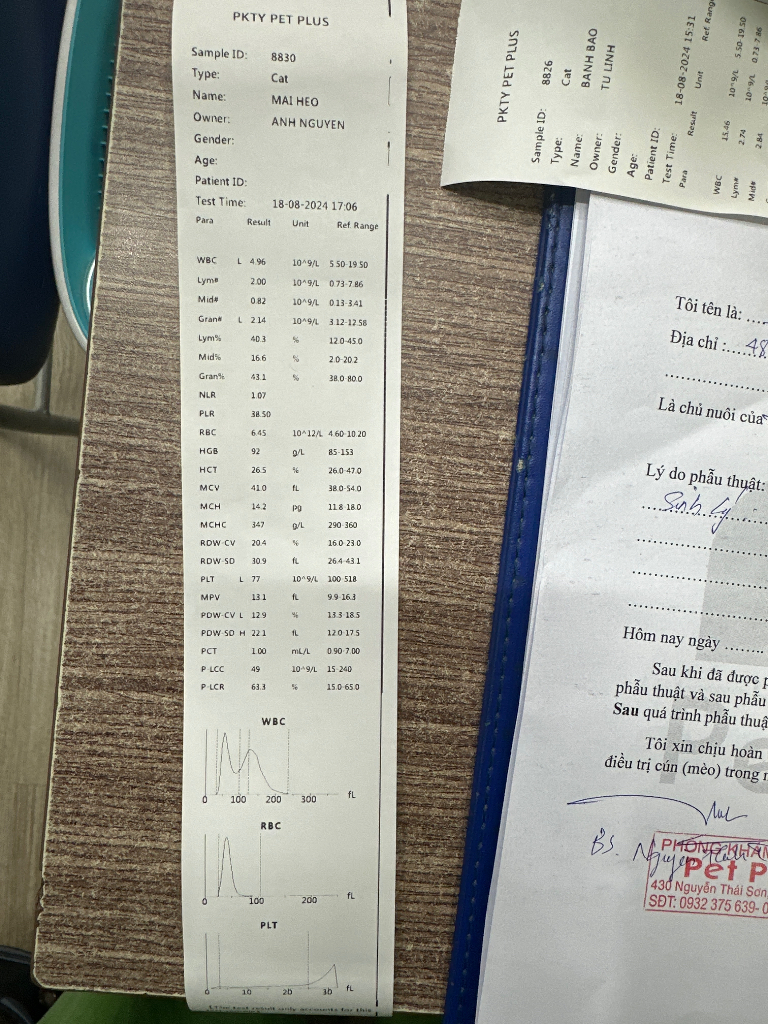 PKTY PET PLUS
Sample ID: 8830
Type: Cat
Name: MAI HEO
Owner: ANH NGUYEN
Gender:
Age:
Patient ID:
Test Time: 18-08-2024 17:06
Para Result Unit Ref. Range
WBC L 4.96 10^9/L 5.50-19.50
Lym# 2.00 10^9/L 0.73-7.86
Mid# 0.82 10^9/L 0.13-3.41
Gran# L 2.14 10^9/L 3.12-12.58
Lym% 40.3 % 12.0-45.0
Mid% 16.6 % 2.0-20.2
Gran% 43.1 % 38.0-80.0
NLR 1.07
PLR 38.50
RBC 6.45 10^12/L 4.60-10.20
HGB 92 g/L 85-153
HCT 26.5 % 26.0-47.0
MCV 41.0 fL 38.0-54.0
MCH 14.2 pg 11.8-18.0
MCHC 347 g/L 290-360
RDW-CV 20.4 % 16.0-23.0
RDW-SD 30.9 fL 26.4-43.1
PLT L 77 10^9/L 100-518
MPV 13.1 fL 9.9-16.3
PDW-CV L 12.9 % 13.3-18.5
PDW-SD H 22.1 fL 12.0-17.5
PCT 1.00 mL/L 0.90-7.00
P-LCC 49 10^9/L 15-240
P-LCR 63.3 % 15.0-65.0
WBC
0 100 200 300 fL
RBC
0 100 200 fL
PLT
0 10 20 30 fL
PKTY PET PLUS
Sample ID: 8826
Type: Cat
Name: BANH BAO
Owner: TU LINH
Gender:
Age:
Patient ID:
Test Time: 18-08-2024 15:31
Para Result Unit Ref. Rang
WBC 15.46 10^9/L 5.50-19.50
Lym# 2.74 10^9/L 0.73-7.86
Mid# 2.84
Tôi tên là: ....
Địa chỉ :.....48
Là chủ nuôi của
Lý do phẫu thuật:
Sinh lý
Hôm nay ngày ........
Sau khi đã được p
phẫu thuật và sau phẫu
Sau quá trình phẫu thuậ
Tôi xin chịu hoàn
điều trị cún (mèo) trong
BS. Nguyễn
PHÒNG KHÁM
Pet P
430 Nguyễn Thái Sơn,
SĐT: 0932 375 639- 0